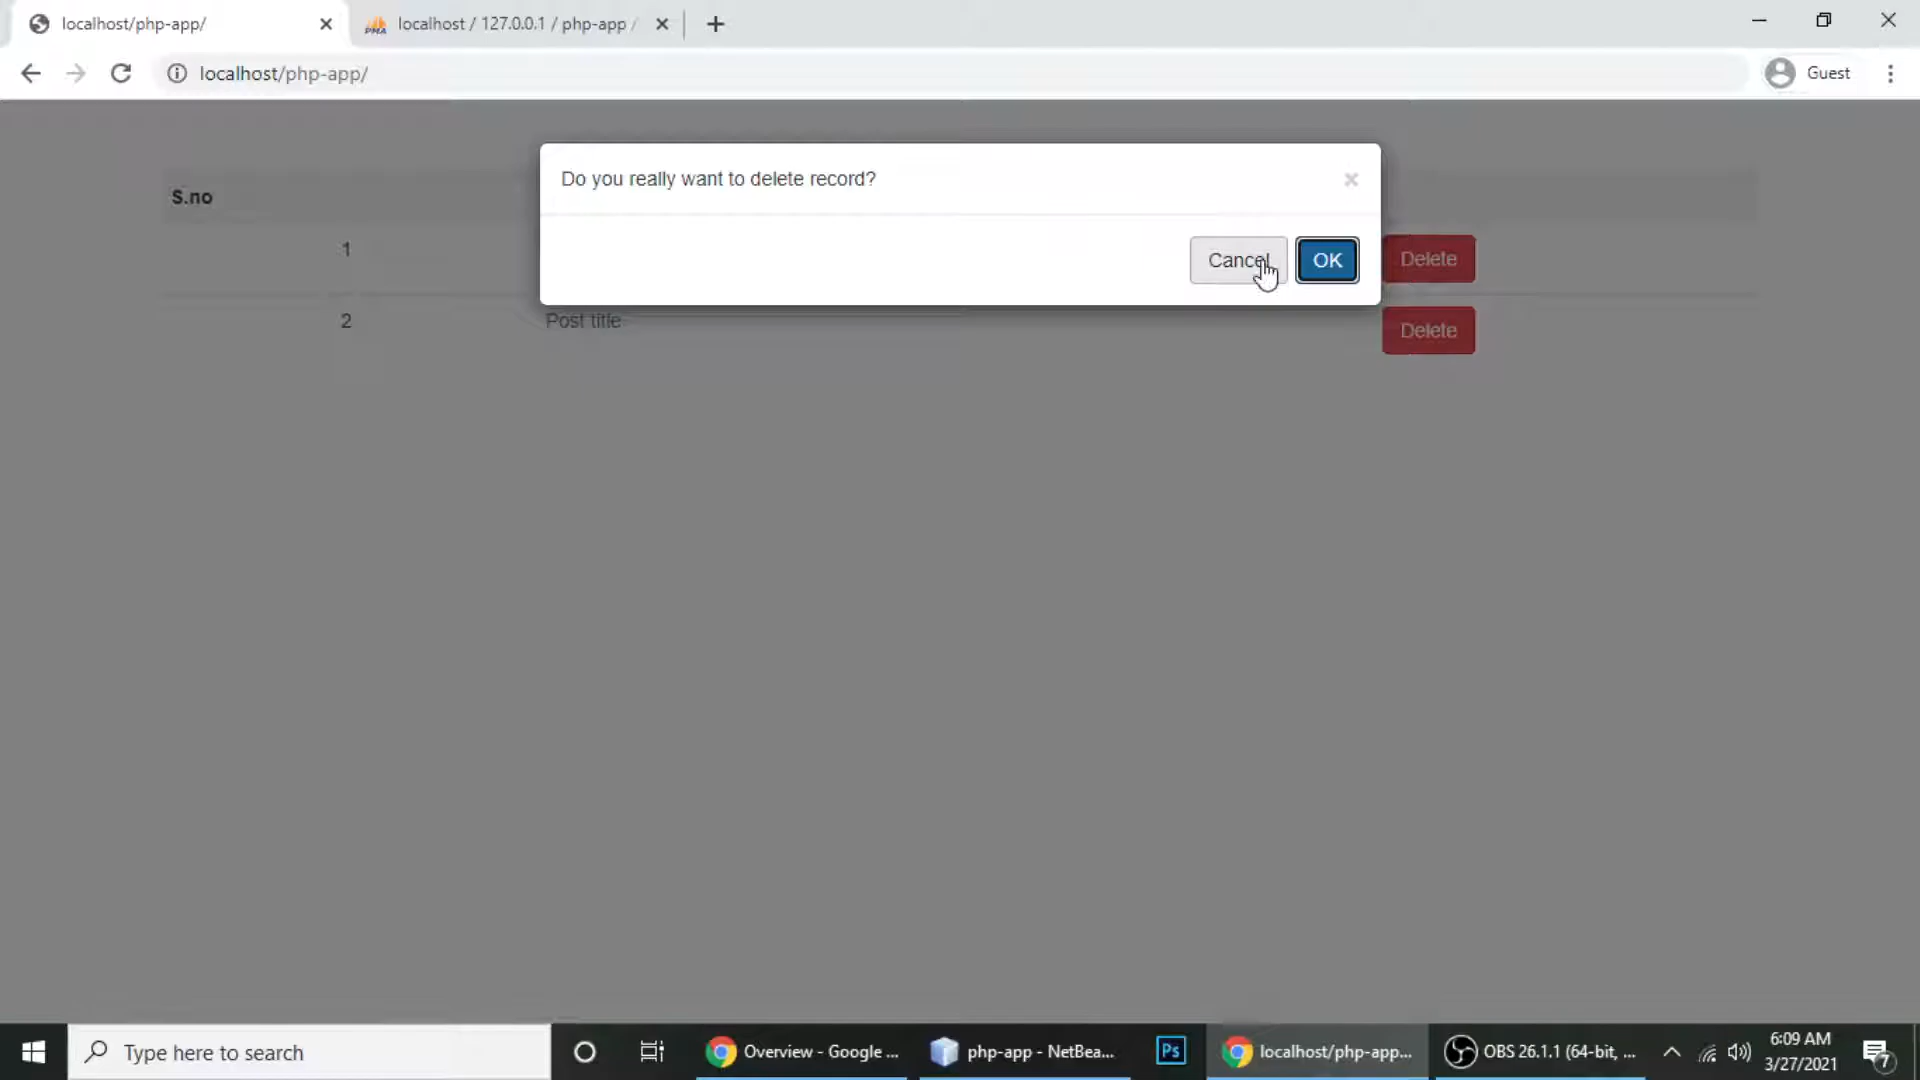 localhost/php-app/
localhost / 127.0.0.1 / php-app /
localhost/php-app/
Guest
Do you really want to delete record?
S.no
1
Cancel
OK
Delete
2
Post title
Delete
Type here to search
Overview - Google ...
php-app - NetBea...
Ps
localhost/php-app...
OBS 26.1.1 (64-bit, ...
6:09 AM
3/27/2021
7